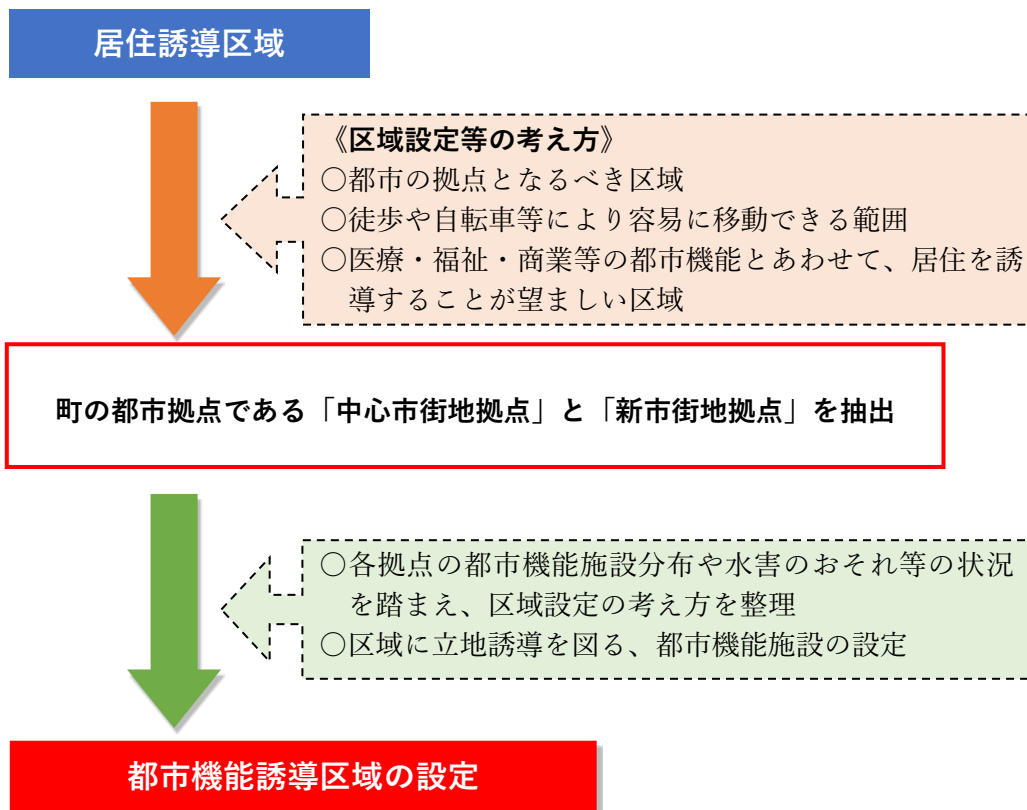 居住誘導区域
《区域設定等の考え方》
○都市の拠点となるべき区域
○徒歩や自転車等により容易に移動できる範囲
○医療・福祉・商業等の都市機能とあわせて、居住を誘
導することが望ましい区域
町の都市拠点である「中心市街地拠点」と「新市街地拠点」を抽出
○各拠点の都市機能施設分布や水害のおそれ等の状況
を踏まえ、区域設定の考え方を整理
○区域に立地誘導を図る、都市機能施設の設定
都市機能誘導区域の設定